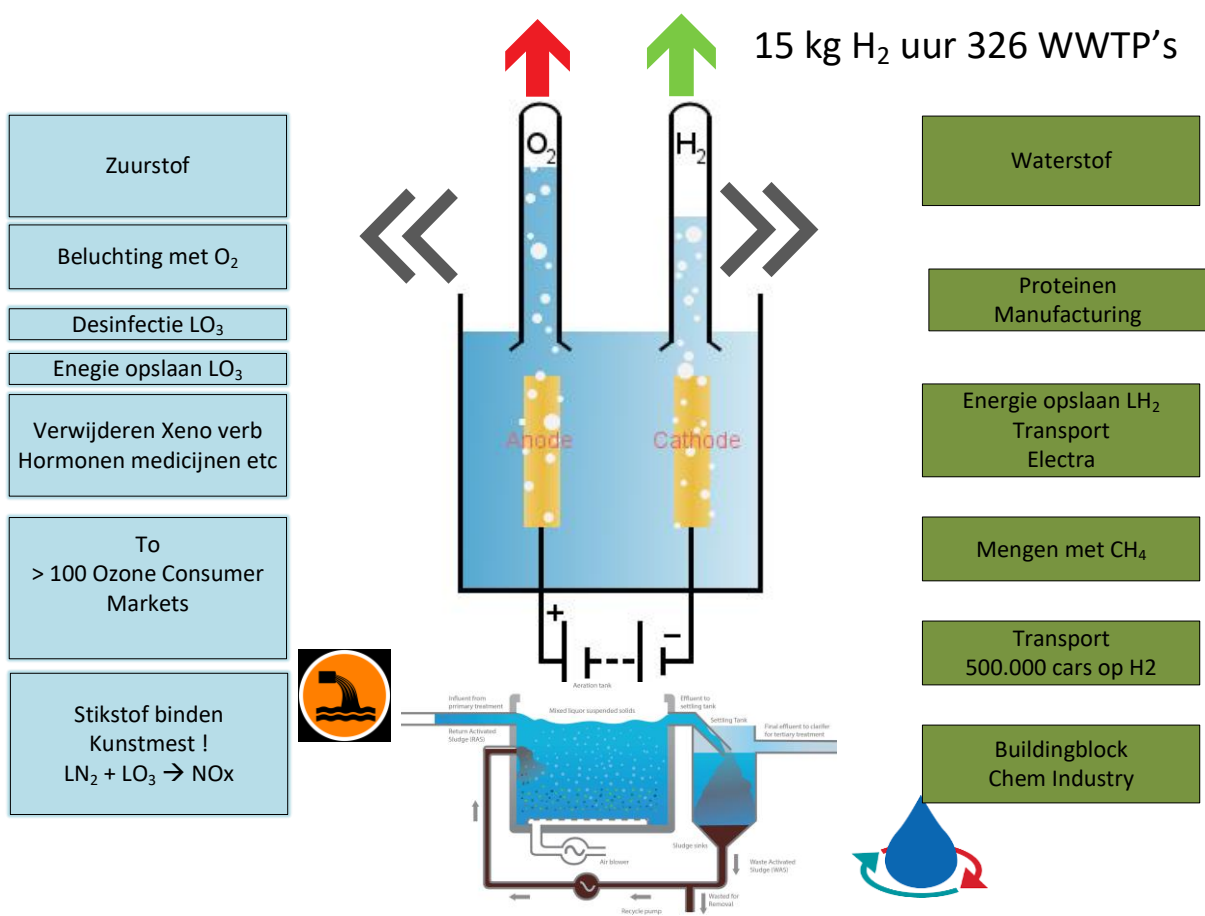 15 kg H₂ uur 326 WWTP’s
Zuurstof
Beluchting met O₂
Desinfectie LO₃
Enegie opslaan LO₃
Verwijderen Xeno verb
Hormonen medicijnen etc
To
> 100 Ozone Consumer
Markets
Stikstof binden
Kunstmest !
LN₂ + LO₃ → NOx
O₂
H₂
Anode
Cathode
+
−
Aeration tank
Influent from
primary treatment
Mixed liquor suspended solids
Effluent to
settling tank
Settling Tank
Final effluent to clarifier
for tertiary treatment
Return Activated
Sludge (RAS)
Air blower
Sludge sinks
Waste Activated
Sludge (WAS)
Wasted for
Removal
Recycle pump
Waterstof
Proteinen
Manufacturing
Energie opslaan LH₂
Transport
Electra
Mengen met CH₄
Transport
500.000 cars op H2
Buildingblock
Chem Industry